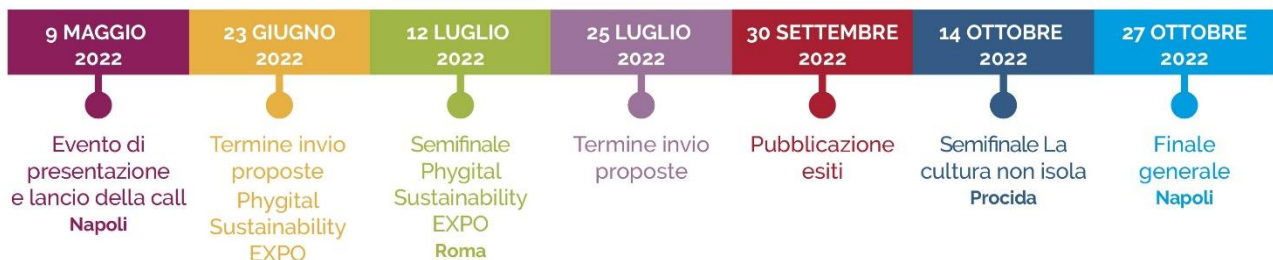 9 MAGGIO
2022
Evento di
presentazione
e lancio della call
Napoli
23 GIUGNO
2022
Termine invio
proposte
Phygital
Sustainability
EXPO
12 LUGLIO
2022
Semifinale
Phygital
Sustainability
EXPO
Roma
25 LUGLIO
2022
Termine invio
proposte
30 SETTEMBRE
2022
Pubblicazione
esiti
14 OTTOBRE
2022
Semifinale La
cultura non isola
Procida
27 OTTOBRE
2022
Finale
generale
Napoli